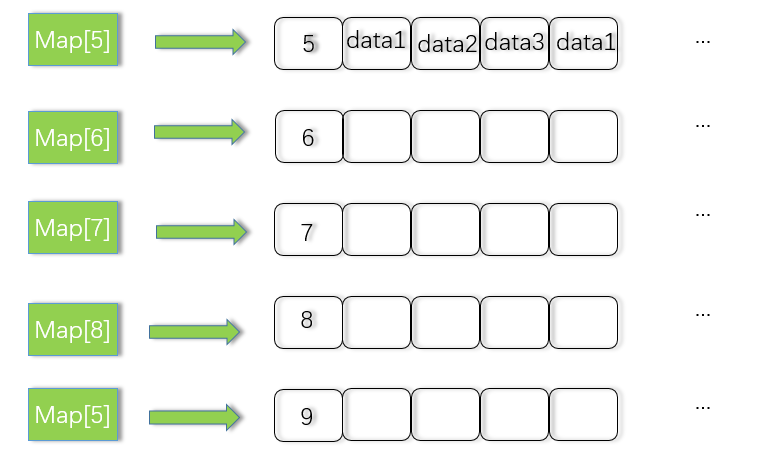 Map[5] 5 data1 data2 data3 data1 ...
Map[6] 6 ...
Map[7] 7 ...
Map[8] 8 ...
Map[5] 9 ...